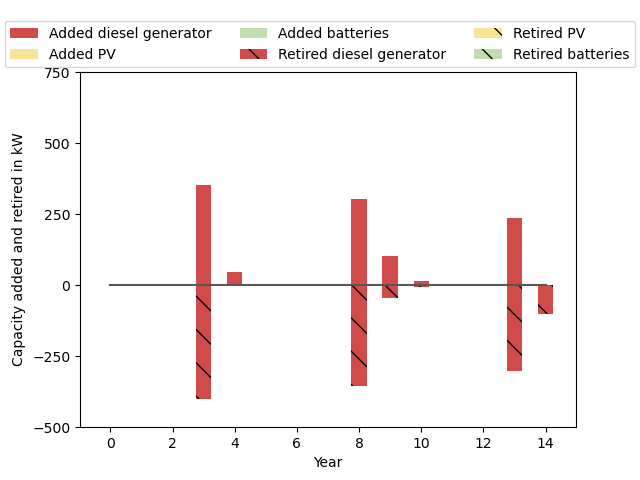 Added diesel generator Added batteries Retired PV
Added PV Retired diesel generator Retired batteries
750
500
250
0
−250
−500
Capacity added and retired in kW
0 2 4 6 8 10 12 14
Year